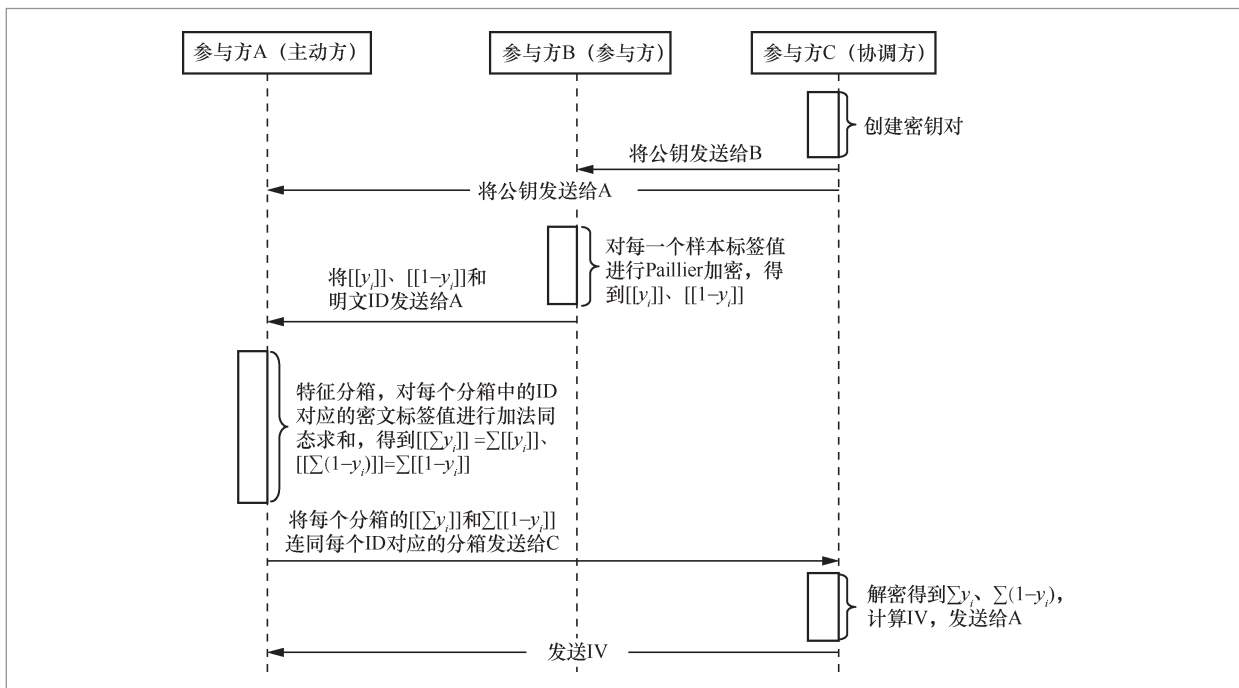 参与方A（主动方）
参与方B（参与方）
参与方C（协调方）
创建密钥对
将公钥发送给B
将公钥发送给A
对每一个样本标签值
进行Paillier加密，得
到[[yi]]、[[1−yi]]
将[[yi]]、[[1−yi]]和
明文ID发送给A
特征分箱，对每个分箱中的ID
对应的密文标签值进行加法同
态求和，得到[[∑yi]] =∑[[yi]]、
[[∑(1−yi)]]=∑[[1−yi]]
将每个分箱的[[∑yi]]和∑[[1−yi]]
连同每个ID对应的分箱发送给C
解密得到∑yi、∑(1−yi)，
计算IV，发送给A
发送IV